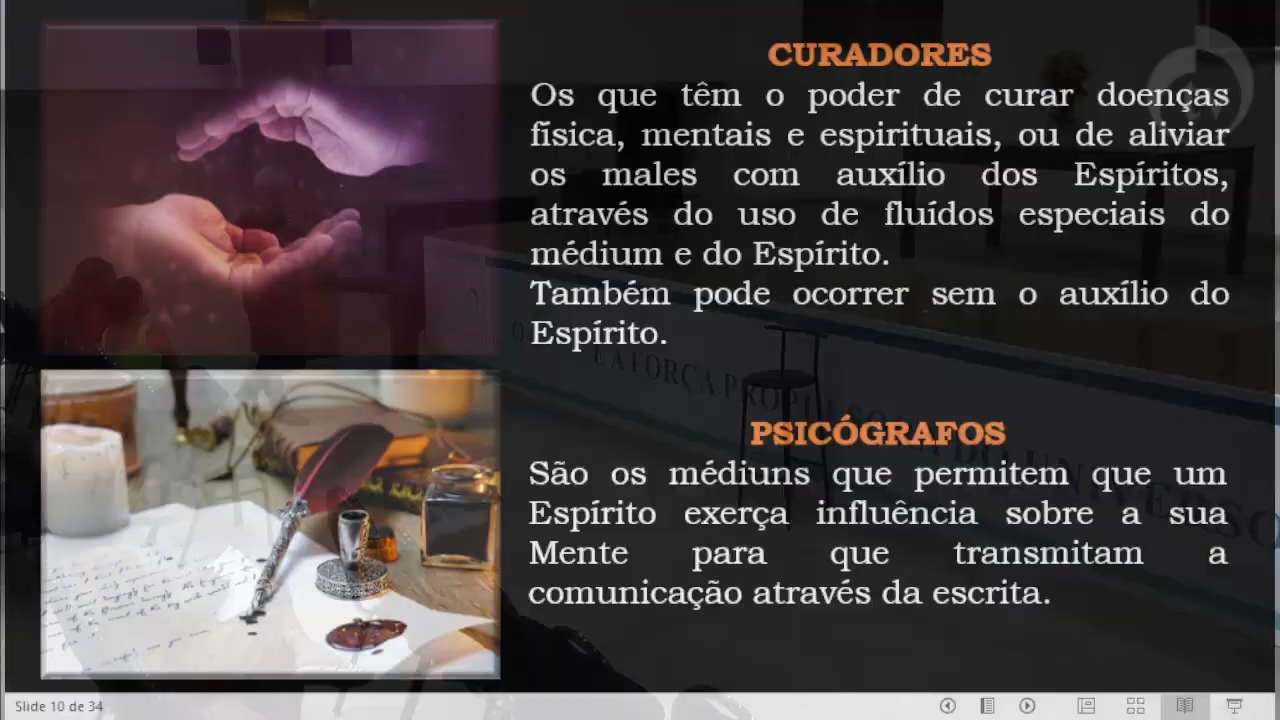 CURADORES
Os que têm o poder de curar doenças
física, mentais e espirituais, ou de aliviar
os males com auxílio dos Espíritos,
através do uso de fluídos especiais do
médium e do Espírito.
Também pode ocorrer sem o auxílio do
Espírito.
PSICÓGRAFOS
São os médiuns que permitem que um
Espírito exerça influência sobre a sua
Mente para que transmitam a
comunicação através da escrita.
Slide 10 de 34